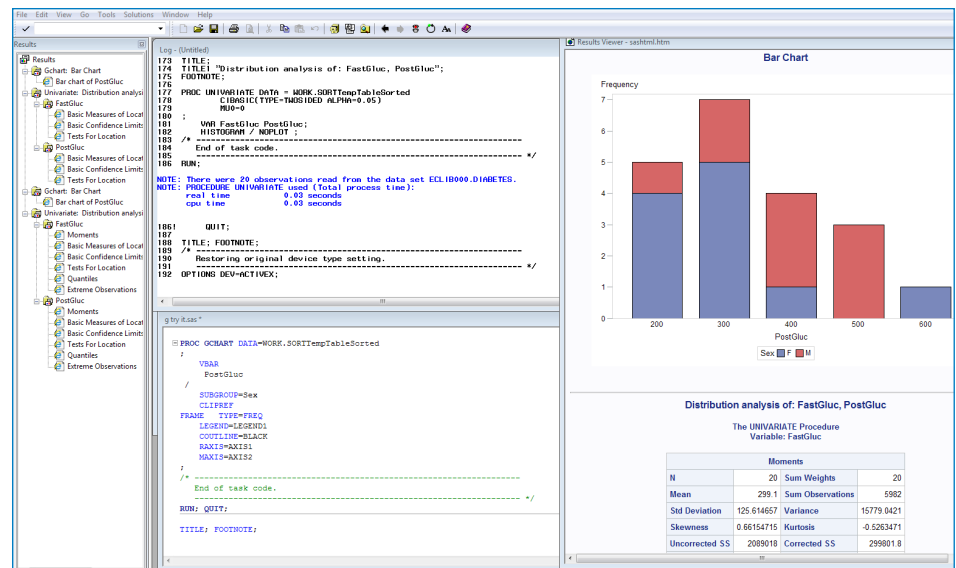 File Edit View Go Tools Solutions Window Help
Results
Results
Gchart: Bar Chart
Bar chart of PostGluc
Univariate: Distribution analysi
FastGluc
Basic Measures of Locat
Basic Confidence Limits
Tests For Location
PostGluc
Basic Measures of Locat
Basic Confidence Limits
Tests For Location
Gchart: Bar Chart
Bar chart of PostGluc
Univariate: Distribution analysi
FastGluc
Moments
Basic Measures of Locat
Basic Confidence Limits
Tests For Location
Quantiles
Extreme Observations
PostGluc
Moments
Basic Measures of Locat
Basic Confidence Limits
Tests For Location
Quantiles
Extreme Observations
Log - (Untitled)
173 TITLE;
174 TITLE1 "Distribution analysis of: FastGluc, PostGluc";
175 FOOTNOTE;
176
177 PROC UNIVARIATE DATA = WORK.SORTTempTableSorted
178 CIBASIC(TYPE=TWOSIDED ALPHA=0.05)
179 MU0=0
180 ;
181 VAR FastGluc PostGluc;
182 HISTOGRAM / NOPLOT ;
183 /* -------------------------------------------------------------------
184 End of task code.
185 ------------------------------------------------------------------- */
186 RUN;
NOTE: There were 20 observations read from the data set ECLIB000.DIABETES.
NOTE: PROCEDURE UNIVARIATE used (Total process time):
real time 0.03 seconds
cpu time 0.03 seconds
186! QUIT;
187
188 TITLE; FOOTNOTE;
189 /* -------------------------------------------------------------------
190 Restoring original device type setting.
191 ------------------------------------------------------------------- */
192 OPTIONS DEV=ACTIVEX;
g try it.sas *
PROC GCHART DATA=WORK.SORTTempTableSorted
;
VBAR
PostGluc
/
SUBGROUP=Sex
CLIPREF
FRAME TYPE=FREQ
LEGEND=LEGEND1
COUTLINE=BLACK
RAXIS=AXIS1
MAXIS=AXIS2
;
/* -------------------------------------------------------------------
End of task code.
------------------------------------------------------------------- */
RUN; QUIT;
TITLE; FOOTNOTE;
Results Viewer - sashtml.htm
Bar Chart
Frequency
7
6
5
4
3
2
1
0
200 300 400 500 600
PostGluc
Sex F M
Distribution analysis of: FastGluc, PostGluc
The UNIVARIATE Procedure
Variable: FastGluc
Moments
N 20 Sum Weights 20
Mean 299.1 Sum Observations 5982
Std Deviation 125.614657 Variance 15779.0421
Skewness 0.66154715 Kurtosis -0.5263471
Uncorrected SS 2089018 Corrected SS 299801.8